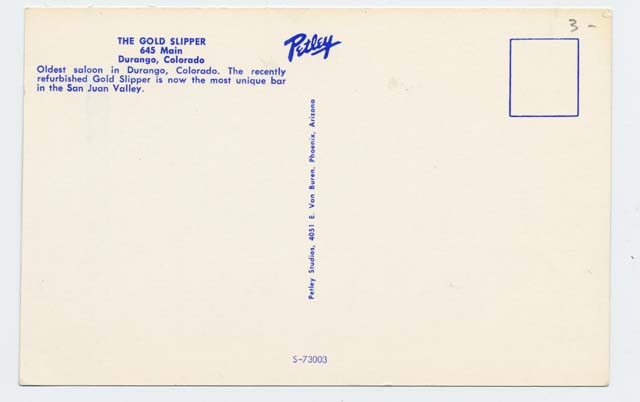 THE GOLD SLIPPER
645 Main
Durango, Colorado
Oldest saloon in Durango, Colorado. The recently
refurbished Gold Slipper is now the most unique bar
in the San Juan Valley.
Petley
3 -
Petley Studios, 4051 E. Van Buren, Phoenix, Arizona
S-73003